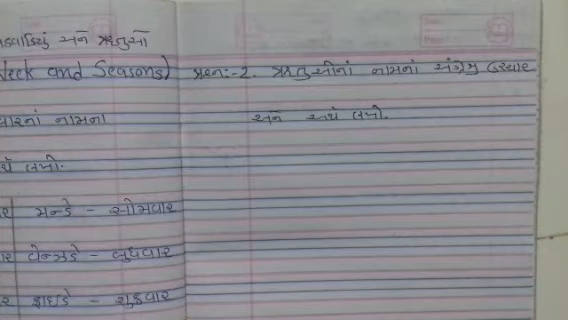 અઠવાડિયું અને ઋતુઓ
Week and Seasons)
વારનાં નામના
લખો.
મન્ડે - સોમવાર
વેન્સડે - બુધવાર
ફ્રાઇડે - શુક્રવાર
પ્રશ્ન:-2. ઋતુઓનાં નામનાં અંગ્રેજી ઉચ્ચાર
અને અર્થ લખો.